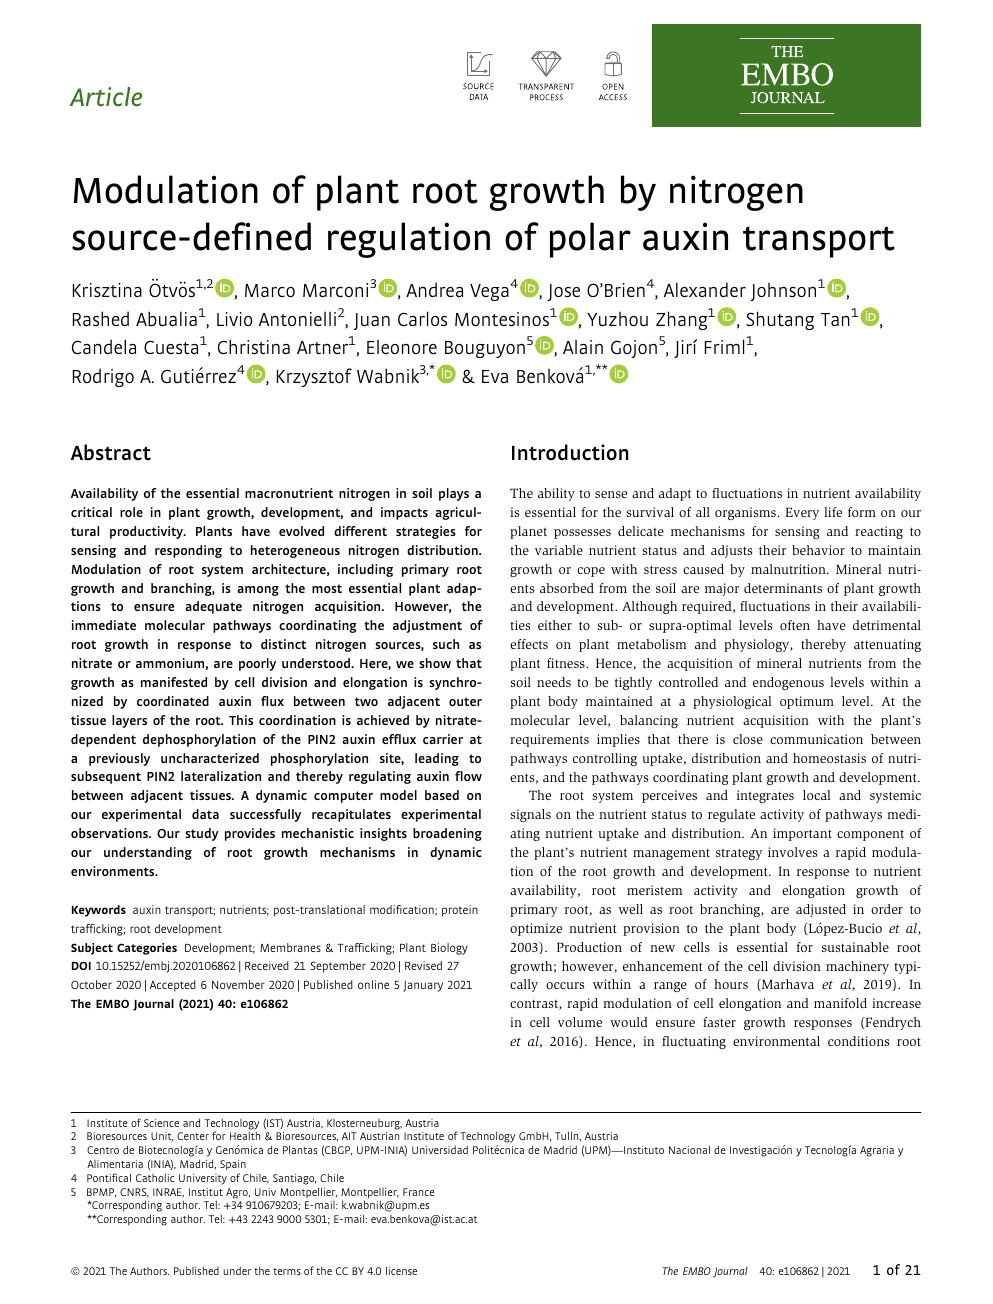 Article
SOURCE DATA
TRANSPARENT PROCESS
OPEN ACCESS
THE
EMBO
JOURNAL
Modulation of plant root growth by nitrogen
source-defined regulation of polar auxin transport
Krisztina Ötvös1,2 iD, Marco Marconi3 iD, Andrea Vega4 iD, Jose O’Brien4, Alexander Johnson1 iD,
Rashed Abualia1, Livio Antonielli2, Juan Carlos Montesinos1 iD, Yuzhou Zhang1 iD, Shutang Tan1 iD,
Candela Cuesta1, Christina Artner1, Eleonore Bouguyon5 iD, Alain Gojon5, Jirí Friml1,
Rodrigo A. Gutiérrez4 iD, Krzysztof Wabnik3,* iD & Eva Benková1,** iD
Abstract
Availability of the essential macronutrient nitrogen in soil plays a
critical role in plant growth, development, and impacts agricul-
tural productivity. Plants have evolved different strategies for
sensing and responding to heterogeneous nitrogen distribution.
Modulation of root system architecture, including primary root
growth and branching, is among the most essential plant adap-
tions to ensure adequate nitrogen acquisition. However, the
immediate molecular pathways coordinating the adjustment of
root growth in response to distinct nitrogen sources, such as
nitrate or ammonium, are poorly understood. Here, we show that
growth as manifested by cell division and elongation is synchro-
nized by coordinated auxin flux between two adjacent outer
tissue layers of the root. This coordination is achieved by nitrate-
dependent dephosphorylation of the PIN2 auxin efflux carrier at
a previously uncharacterized phosphorylation site, leading to
subsequent PIN2 lateralization and thereby regulating auxin flow
between adjacent tissues. A dynamic computer model based on
our experimental data successfully recapitulates experimental
observations. Our study provides mechanistic insights broadening
our understanding of root growth mechanisms in dynamic
environments.
Keywords auxin transport; nutrients; post-translational modification; protein
trafficking; root development
Subject Categories Development; Membranes & Trafficking; Plant Biology
DOI 10.15252/embj.2020106862 | Received 21 September 2020 | Revised 27
October 2020 | Accepted 6 November 2020 | Published online 5 January 2021
The EMBO Journal (2021) 40: e106862
Introduction
The ability to sense and adapt to fluctuations in nutrient availability
is essential for the survival of all organisms. Every life form on our
planet possesses delicate mechanisms for sensing and reacting to
the variable nutrient status and adjusts their behavior to maintain
growth or cope with stress caused by malnutrition. Mineral nutri-
ents absorbed from the soil are major determinants of plant growth
and development. Although required, fluctuations in their availabili-
ties either to sub- or supra-optimal levels often have detrimental
effects on plant metabolism and physiology, thereby attenuating
plant fitness. Hence, the acquisition of mineral nutrients from the
soil needs to be tightly controlled and endogenous levels within a
plant body maintained at a physiological optimum level. At the
molecular level, balancing nutrient acquisition with the plant’s
requirements implies that there is close communication between
pathways controlling uptake, distribution and homeostasis of nutri-
ents, and the pathways coordinating plant growth and development.
The root system perceives and integrates local and systemic
signals on the nutrient status to regulate activity of pathways medi-
ating nutrient uptake and distribution. An important component of
the plant’s nutrient management strategy involves a rapid modula-
tion of the root growth and development. In response to nutrient
availability, root meristem activity and elongation growth of
primary root, as well as root branching, are adjusted in order to
optimize nutrient provision to the plant body (López-Bucio et al,
2003). Production of new cells is essential for sustainable root
growth; however, enhancement of the cell division machinery typi-
cally occurs within a range of hours (Marhava et al, 2019). In
contrast, rapid modulation of cell elongation and manifold increase
in cell volume would ensure faster growth responses (Fendrych
et al, 2016). Hence, in fluctuating environmental conditions root
1 Institute of Science and Technology (IST) Austria, Klosterneuburg, Austria
2 Bioresources Unit, Center for Health & Bioresources, AIT Austrian Institute of Technology GmbH, Tulln, Austria
3 Centro de Biotecnología y Genómica de Plantas (CBGP, UPM-INIA) Universidad Politécnica de Madrid (UPM)—Instituto Nacional de Investigación y Tecnología Agraria y
Alimentaria (INIA), Madrid, Spain
4 Pontifical Catholic University of Chile, Santiago, Chile
5 BPMP, CNRS, INRAE, Institut Agro, Univ Montpellier, Montpellier, France
*Corresponding author. Tel: +34 910679203; E-mail: k.wabnik@upm.es
**Corresponding author. Tel: +43 2243 9000 5301; E-mail: eva.benkova@ist.ac.at
© 2021 The Authors. Published under the terms of the CC BY 4.0 license
The EMBO Journal 40: e106862 | 2021 1 of 21